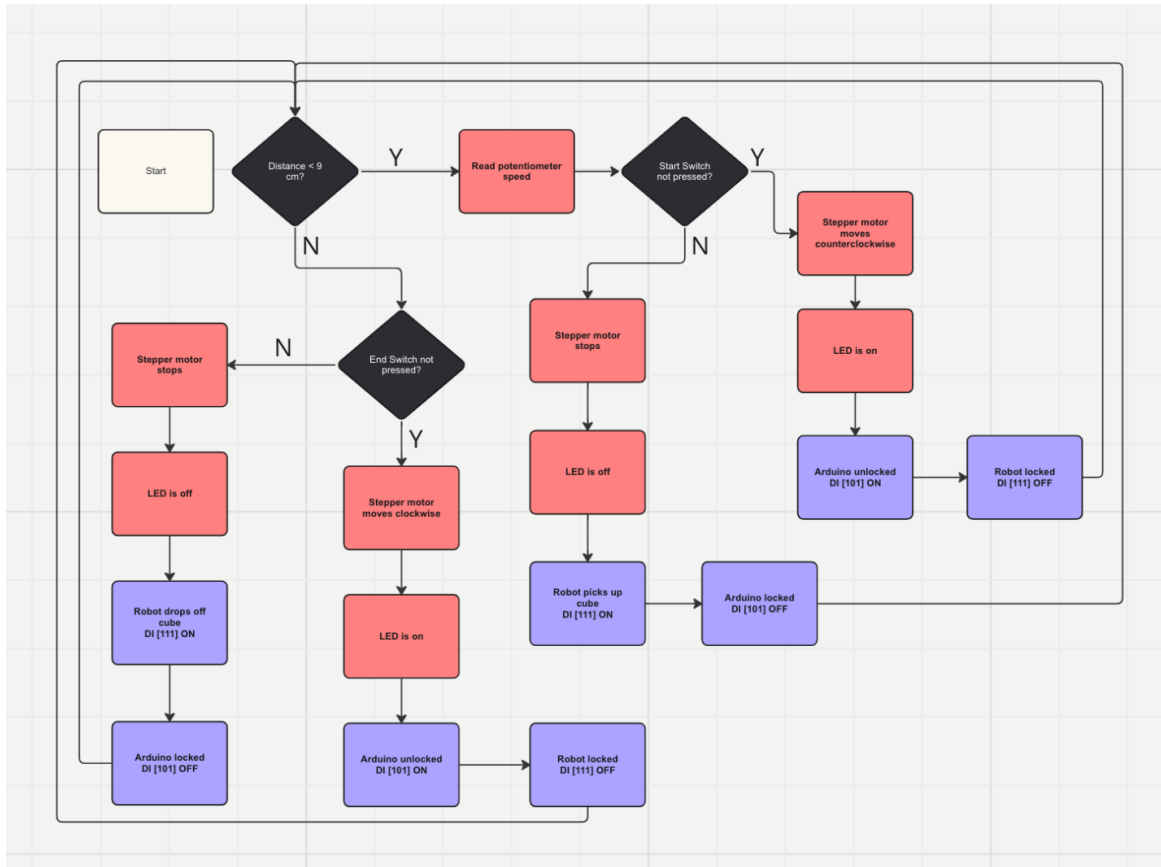 Start
Distance < 9
cm?
Y
Read potentiometer
speed
Start Switch
not pressed?
Y
Stepper motor
moves
counterclockwise
N
N
Stepper motor
stops
LED is on
Stepper motor
stops
N
End Switch not
pressed?
Y
LED is off
LED is off
Arduino unlocked
DI [101] ON
Robot locked
DI [111] OFF
Stepper motor
moves clockwise
Robot drops off
cube
DI [111] ON
LED is on
Robot picks up
cube
DI [111] ON
Arduino locked
DI [101] OFF
Arduino locked
DI [101] OFF
Arduino unlocked
DI [101] ON
Robot locked
DI [111] OFF